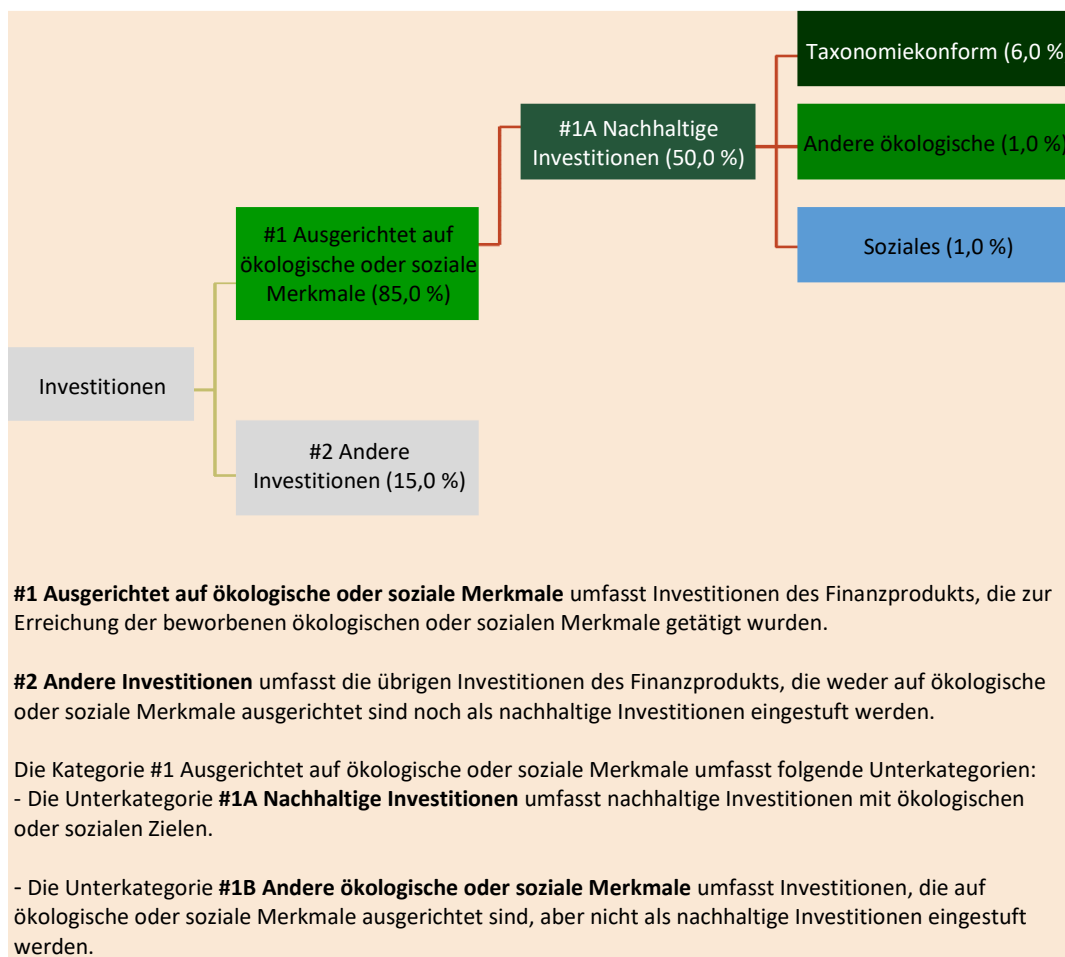 Taxonomiekonform (6,0 %
#1A Nachhaltige
Investitionen (50,0 %)
Andere ökologische (1,0 %)
#1 Ausgerichtet auf
ökologische oder soziale
Merkmale (85,0 %)
Soziales (1,0 %)
Investitionen
#2 Andere
Investitionen (15,0 %)
#1 Ausgerichtet auf ökologische oder soziale Merkmale umfasst Investitionen des Finanzprodukts, die zur
Erreichung der beworbenen ökologischen oder sozialen Merkmale getätigt wurden.
#2 Andere Investitionen umfasst die übrigen Investitionen des Finanzprodukts, die weder auf ökologische
oder soziale Merkmale ausgerichtet sind noch als nachhaltige Investitionen eingestuft werden.
Die Kategorie #1 Ausgerichtet auf ökologische oder soziale Merkmale umfasst folgende Unterkategorien:
- Die Unterkategorie #1A Nachhaltige Investitionen umfasst nachhaltige Investitionen mit ökologischen
oder sozialen Zielen.
- Die Unterkategorie #1B Andere ökologische oder soziale Merkmale umfasst Investitionen, die auf
ökologische oder soziale Merkmale ausgerichtet sind, aber nicht als nachhaltige Investitionen eingestuft
werden.